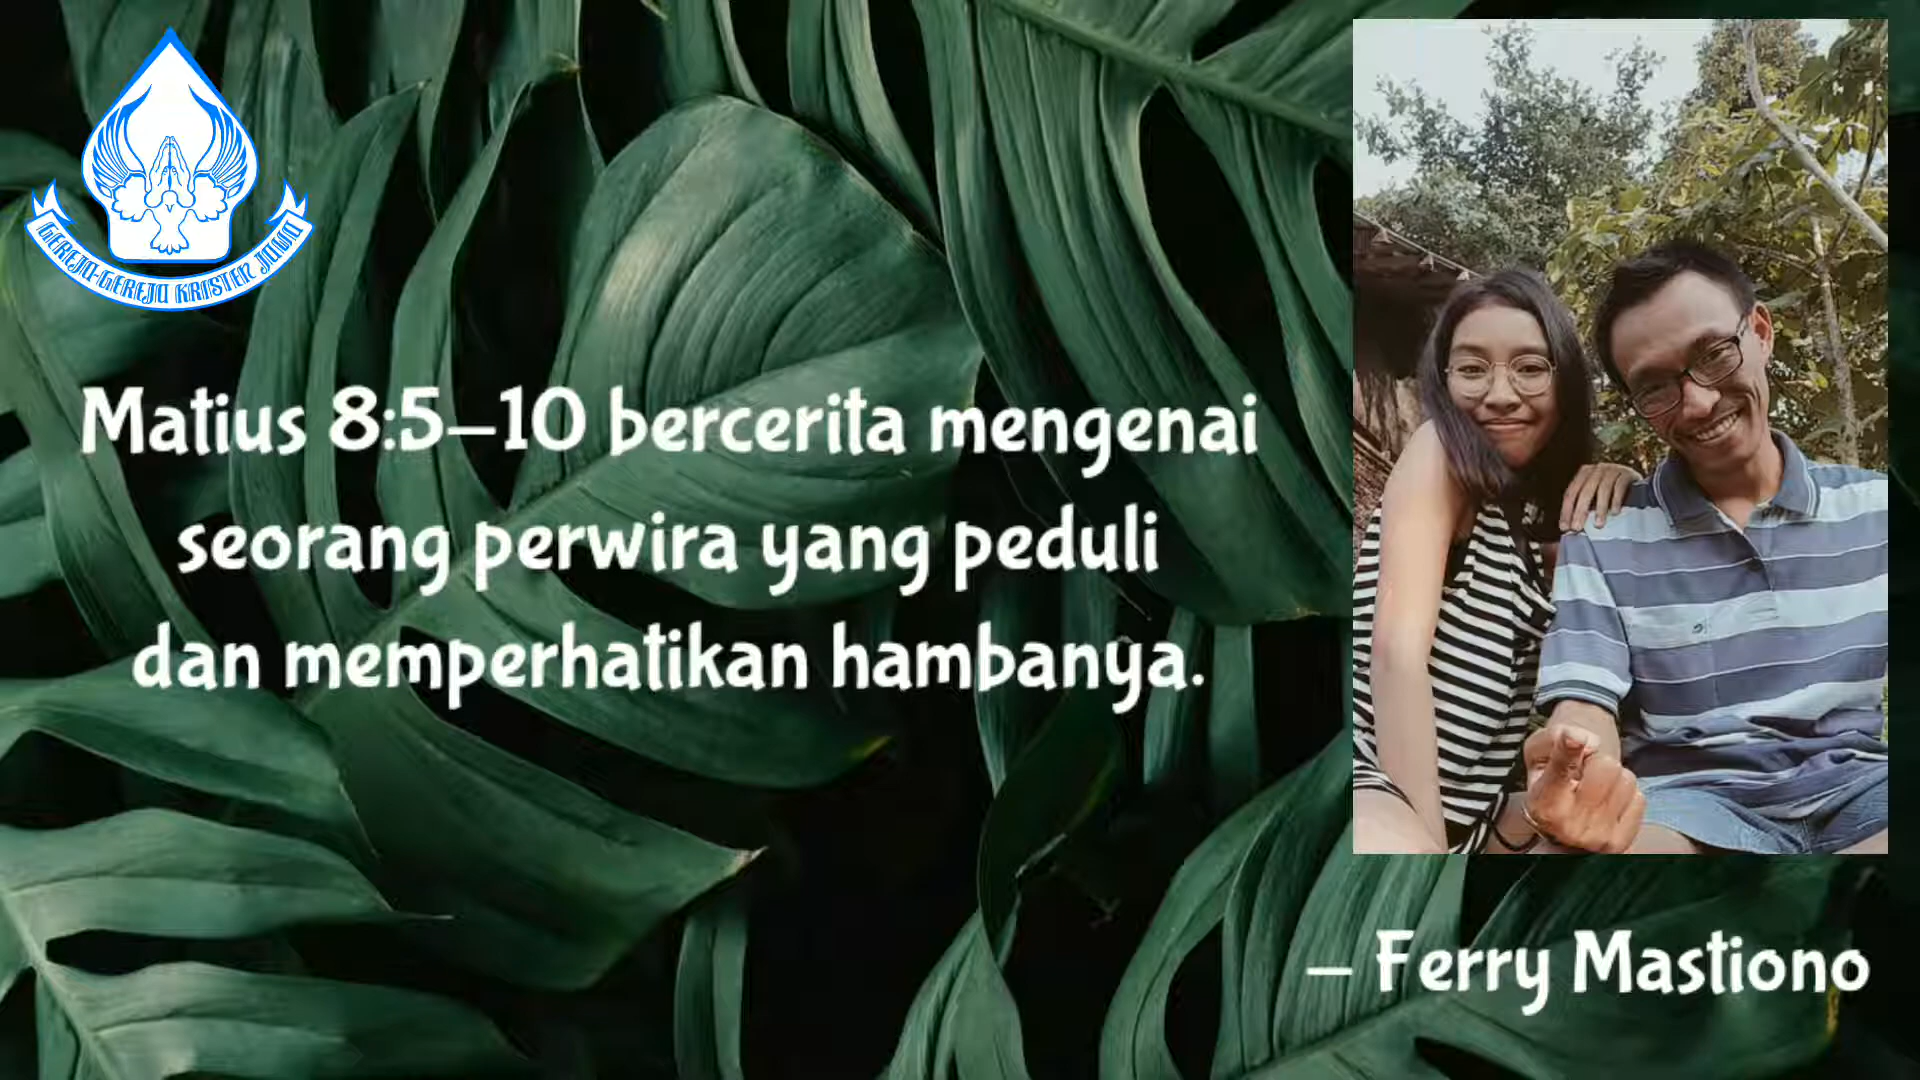 GEREJA-GEREJA KRISTEN JAWA
Matius 8:5–10 bercerita mengenai
seorang perwira yang peduli
dan memperhatikan hambanya.
– Ferry Mastiono